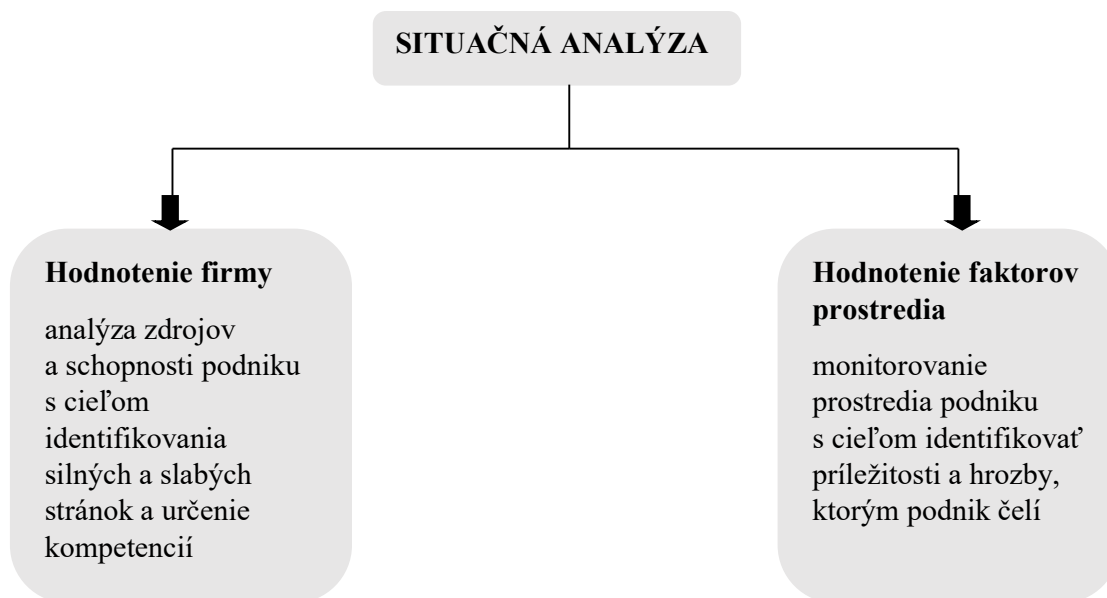 SITUAČNÁ ANALÝZA
Hodnotenie firmy
analýza zdrojov
a schopnosti podniku
s cieľom
identifikovania
silných a slabých
stránok a určenie
kompetencií
Hodnotenie faktorov
prostredia
monitorovanie
prostredia podniku
s cieľom identifikovať
príležitosti a hrozby,
ktorým podnik čelí